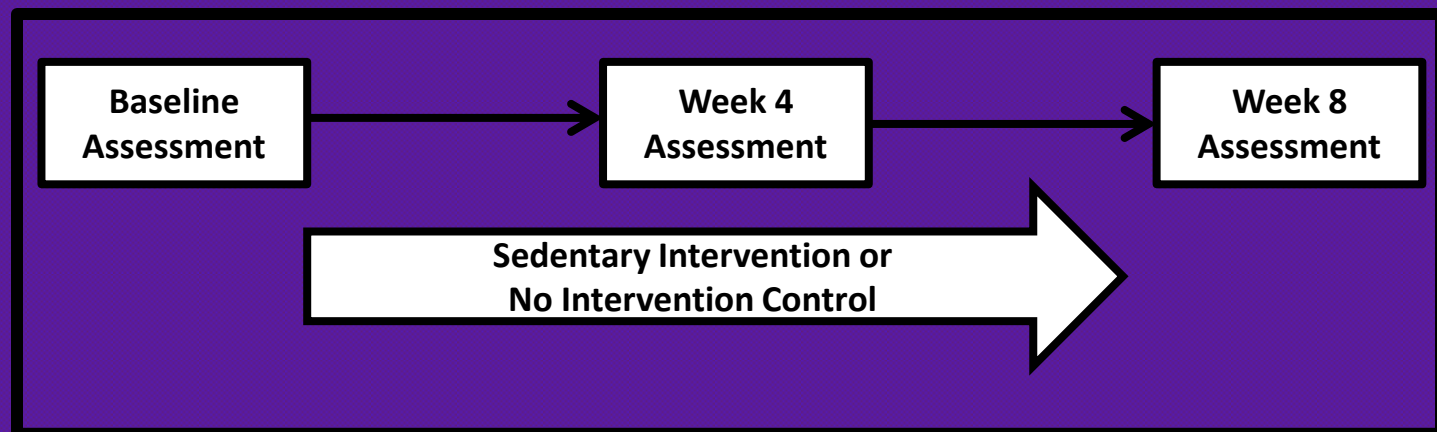 Baseline
Assessment
Week 4
Assessment
Week 8
Assessment
Sedentary Intervention or
No Intervention Control